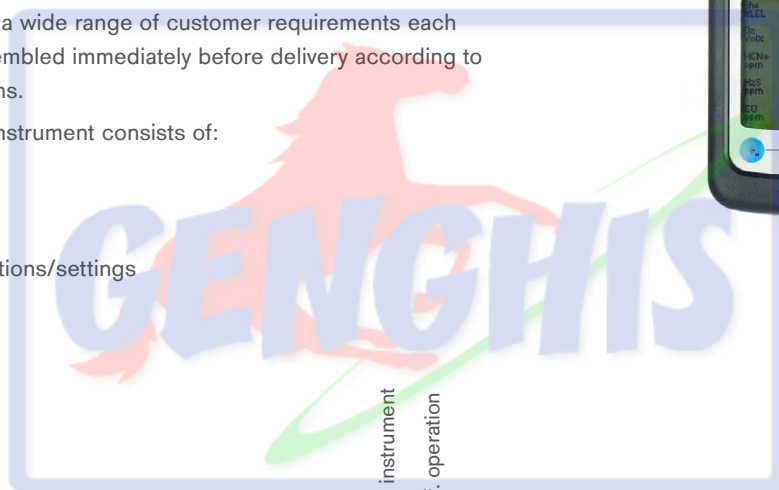 a wide range of customer requirements each
embled immediately before delivery according to
ns.
nstrument consists of:
tions/settings
GENGHIS
instrument
operation
%LEL
O2
Vol%
HCN
ppm
H2S
ppm
CO
ppm